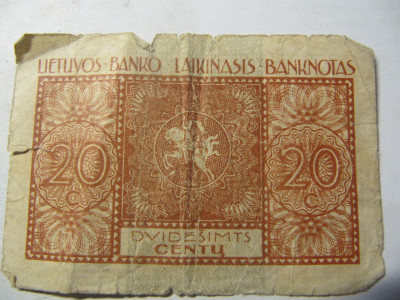 LIETUVOS-BANKO LAIKINASIS-BANKNOTAS
20 20
C C
DVIDEŠIMTS
CENTŲ